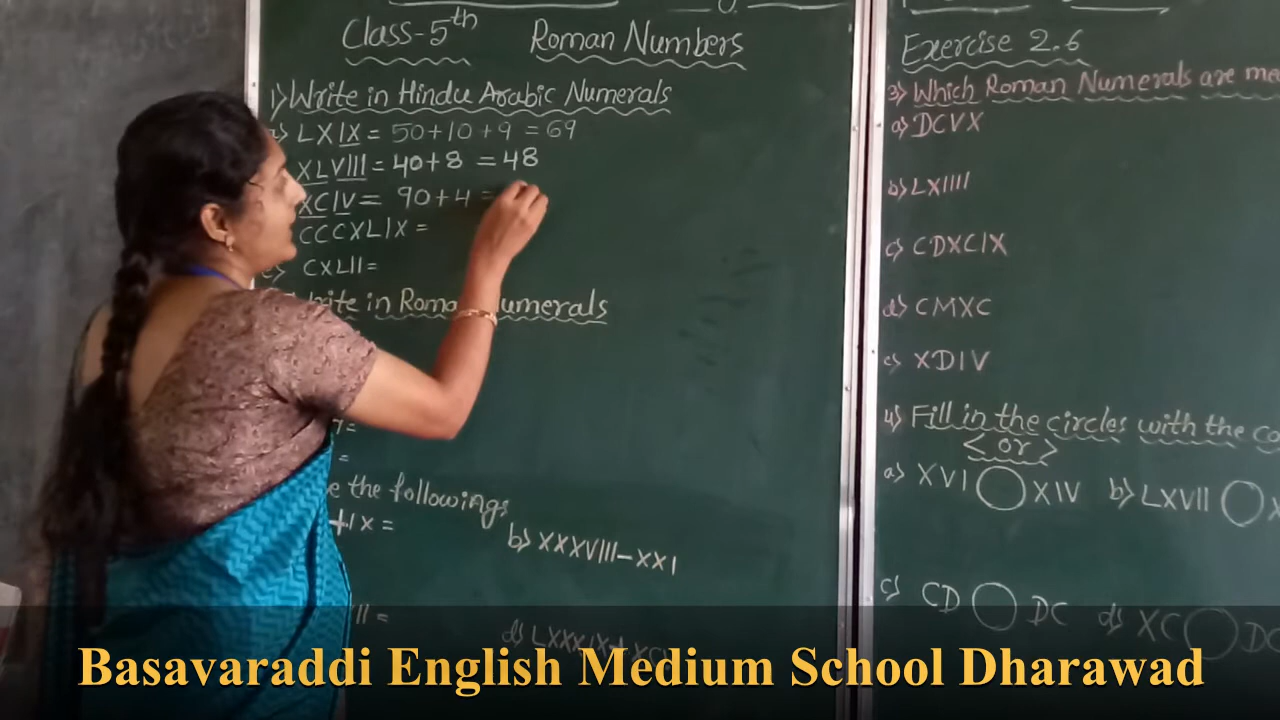 Class-5th Roman Numbers
1) Write in Hindu Arabic Numerals
LXIX = 50+10+9 = 69
XLVIII = 40+8 = 48
XCIV = 90+4 =
CCCXLIX =
CXLII =
in Roman Numerals
=
=
the followings
+IX =
b) XXXVIII-XXI
=
Exercise 2.6
3) Which Roman Numerals are
a) DCVX
b) LXIIII
c) CDXCIX
d) CMXC
e) XDIV
4) Fill in the circles with the
< or >
a) XVI ◯ XIV b) LXVII ◯
c) CD ◯ DC d) XC ◯
Basavaraddi English Medium School Dharawad